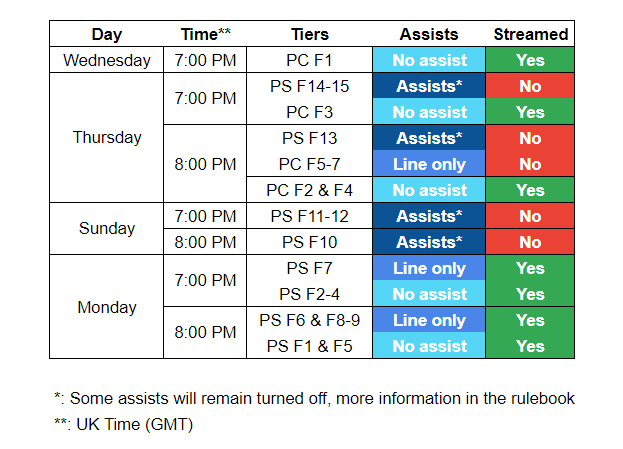 Day Time** Tiers Assists Streamed
Wednesday 7:00 PM PC F1 No assist Yes
Thursday 7:00 PM PS F14-15 Assists* No
PC F3 No assist Yes
8:00 PM PS F13 Assists* No
PC F5-7 Line only No
PC F2 & F4 No assist Yes
Sunday 7:00 PM PS F11-12 Assists* No
8:00 PM PS F10 Assists* No
Monday 7:00 PM PS F7 Line only Yes
PS F2-4 No assist Yes
8:00 PM PS F6 & F8-9 Line only Yes
PS F1 & F5 No assist Yes
*: Some assists will remain turned off, more information in the rulebook
**: UK Time (GMT)